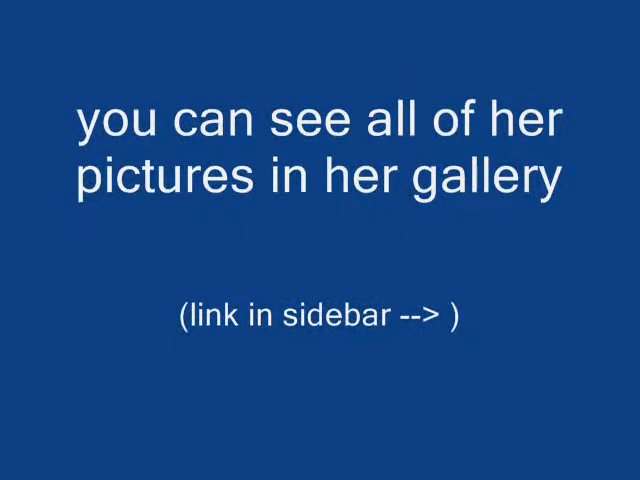 you can see all of her
pictures in her gallery
(link in sidebar --> )